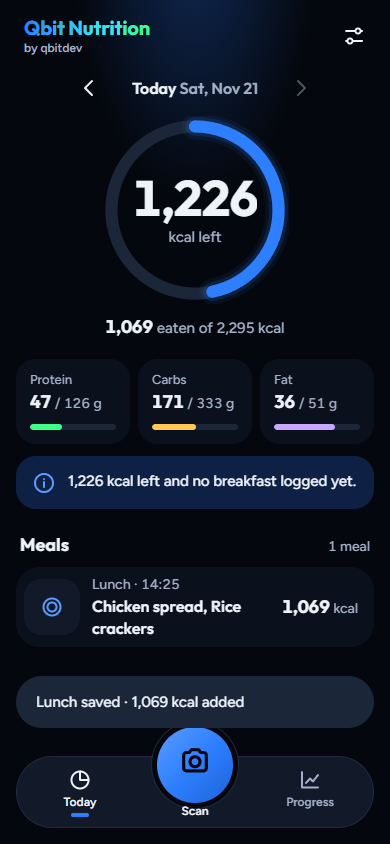 Qbit Nutrition
by qbitdev
Today Sat, Nov 21
1,226
kcal left
1,069 eaten of 2,295 kcal
Protein
47 / 126 g
Carbs
171 / 333 g
Fat
36 / 51 g
1,226 kcal left and no breakfast logged yet.
Meals
1 meal
Lunch · 14:25
Chicken spread, Rice
crackers
1,069 kcal
Lunch saved · 1,069 kcal added
Today
Scan
Progress